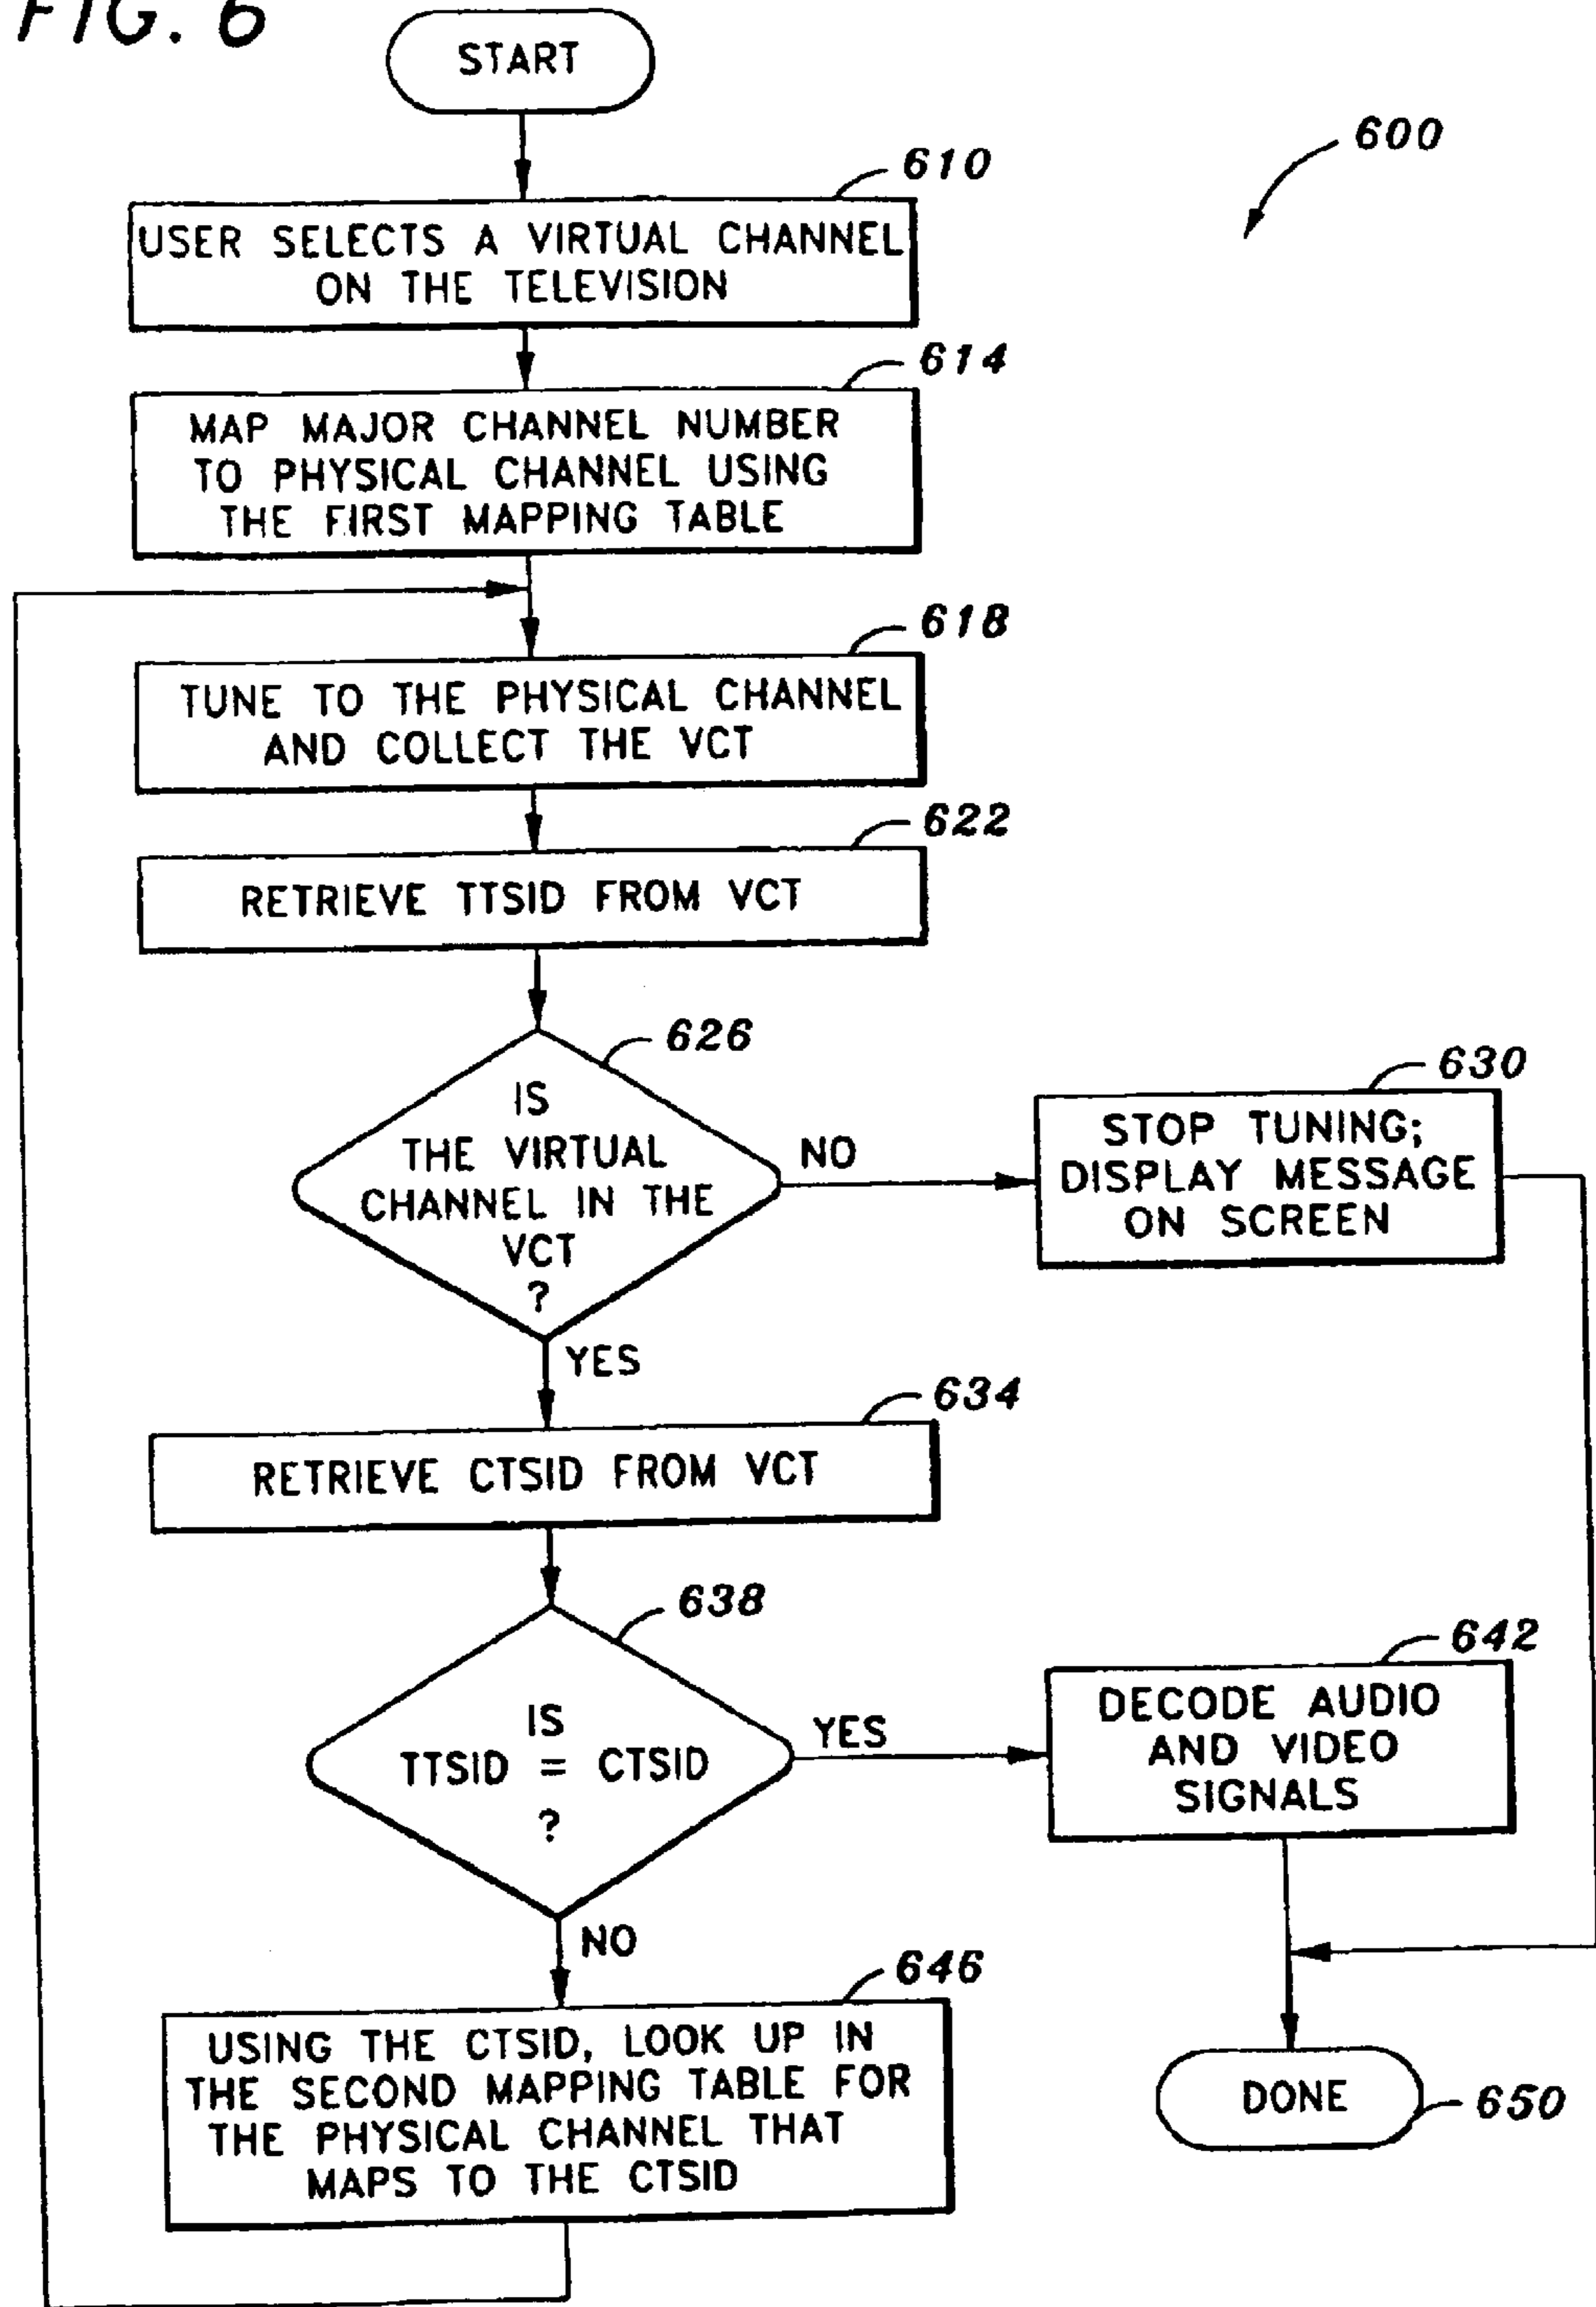 FIG. 6
START
600
610
USER SELECTS A VIRTUAL CHANNEL
ON THE TELEVISION
614
MAP MAJOR CHANNEL NUMBER
TO PHYSICAL CHANNEL USING
THE FIRST MAPPING TABLE
618
TUNE TO THE PHYSICAL CHANNEL
AND COLLECT THE VCT
622
RETRIEVE TTSID FROM VCT
626
IS
THE VIRTUAL
CHANNEL IN THE
VCT
?
NO
630
STOP TUNING;
DISPLAY MESSAGE
ON SCREEN
YES
634
RETRIEVE CTSID FROM VCT
638
IS
TTSID = CTSID
?
YES
642
DECODE AUDIO
AND VIDEO
SIGNALS
NO
646
USING THE CTSID, LOOK UP IN
THE SECOND MAPPING TABLE FOR
THE PHYSICAL CHANNEL THAT
MAPS TO THE CTSID
DONE
650